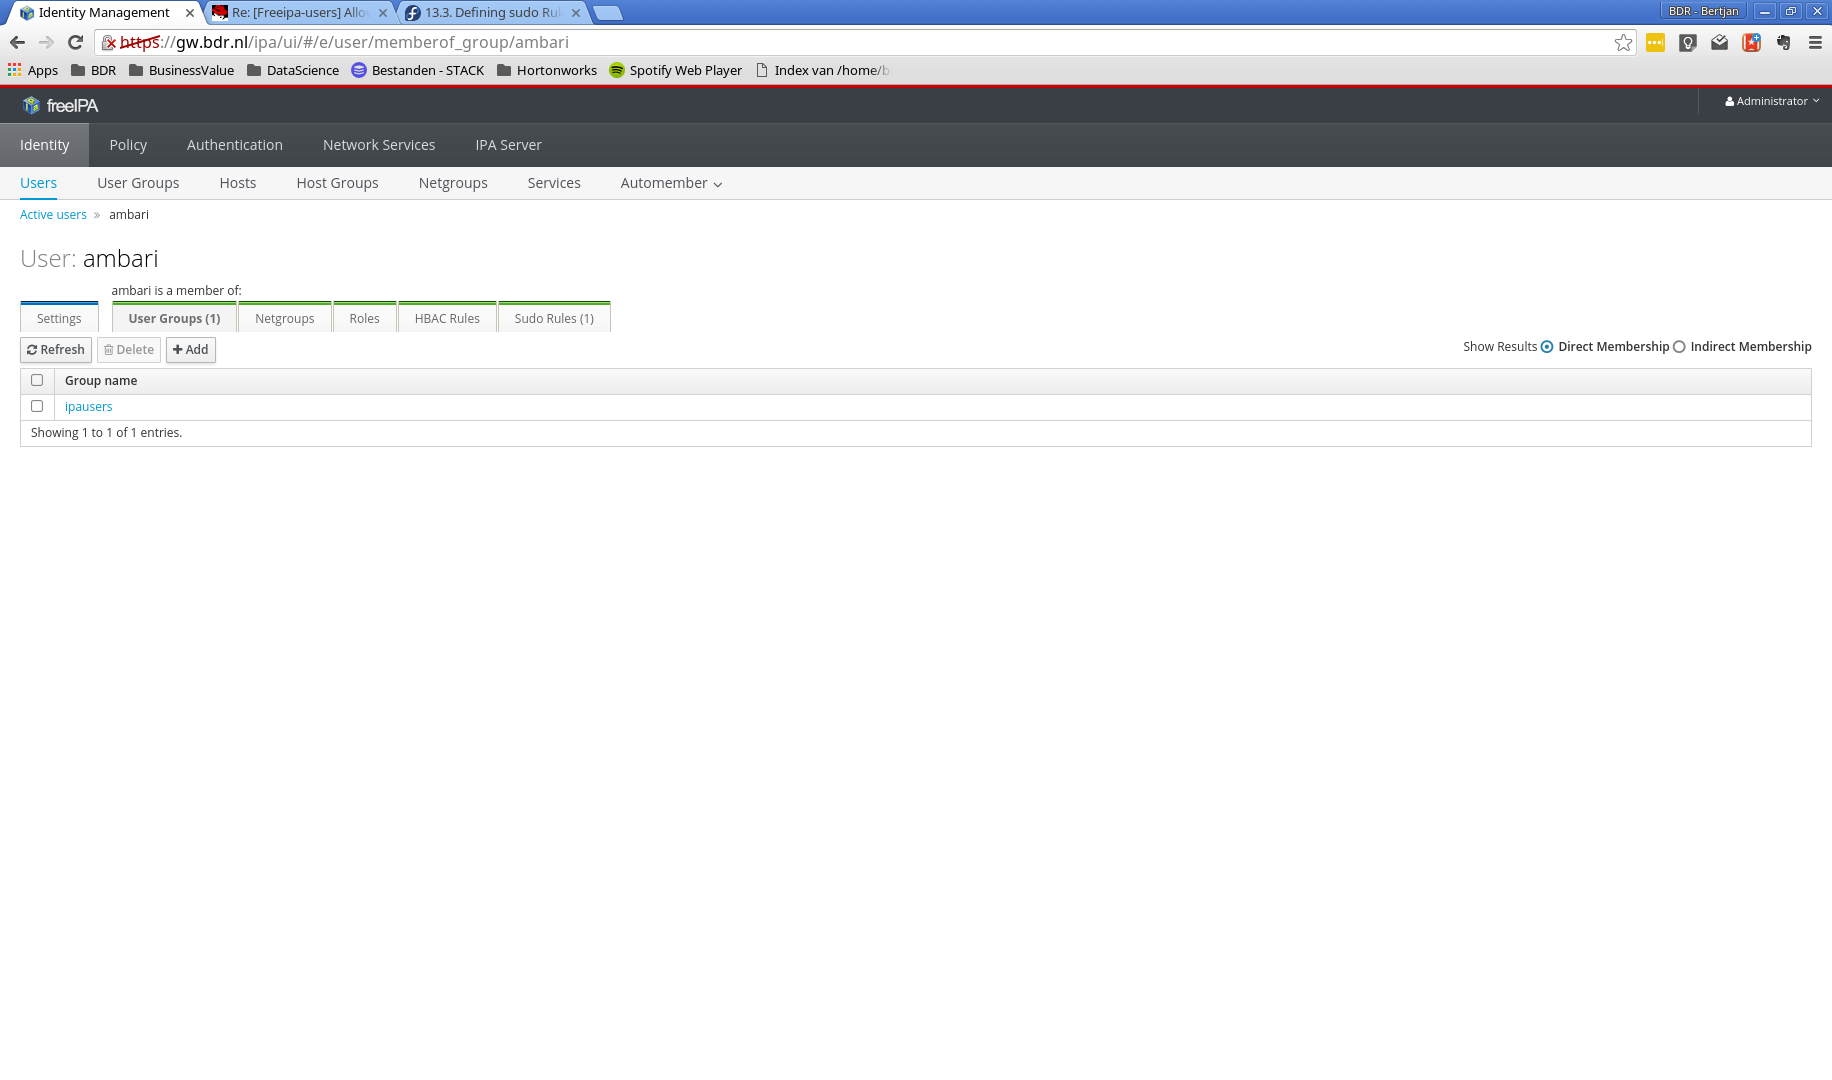 Identity Management
Re: [Freeipa-users] Allo
13.3. Defining sudo Rul
BDR - Bertjan
https://gw.bdr.nl/ipa/ui/#/e/user/memberof_group/ambari
Apps BDR BusinessValue DataScience Bestanden - STACK Hortonworks Spotify Web Player Index van /home/b
freeIPA
Administrator
Identity Policy Authentication Network Services IPA Server
Users User Groups Hosts Host Groups Netgroups Services Automember
Active users » ambari
User: ambari
ambari is a member of:
Settings User Groups (1) Netgroups Roles HBAC Rules Sudo Rules (1)
Refresh Delete Add
Show Results Direct Membership Indirect Membership
Group name
ipausers
Showing 1 to 1 of 1 entries.